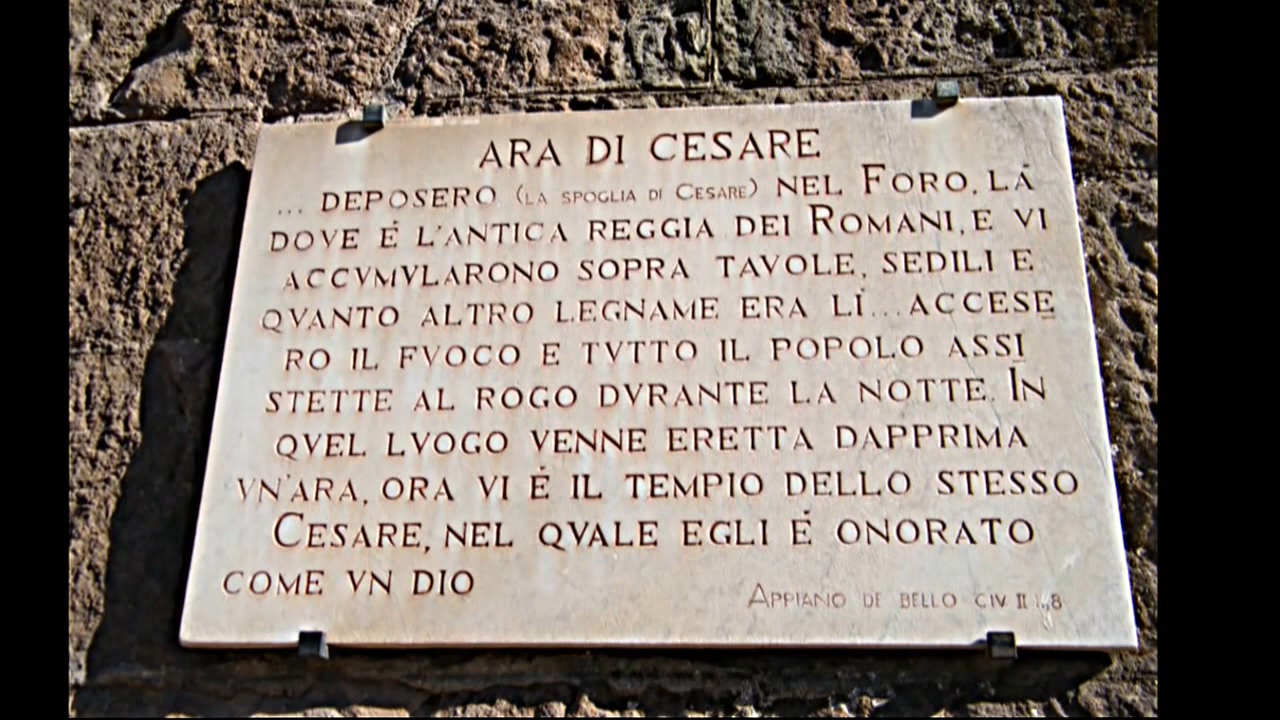 ARA DI CESARE
... DEPOSERO (LA SPOGLIA DI CESARE) NEL FORO, LÁ
DOVE É L'ANTICA REGGIA DEI ROMANI, E VI
ACCVMVLARONO SOPRA TAVOLE, SEDILI E
QVANTO ALTRO LEGNAME ERA LÍ... ACCESE
RO IL FVOCO E TVTTO IL POPOLO ASSI
STETTE AL ROGO DVRANTE LA NOTTE. IN
QVEL LVOGO VENNE ERETTA DAPPRIMA
VN'ARA, ORA VI É IL TEMPIO DELLO STESSO
CESARE, NEL QVALE EGLI É ONORATO
COME VN DIO
APPIANO DE BELLO CIV II